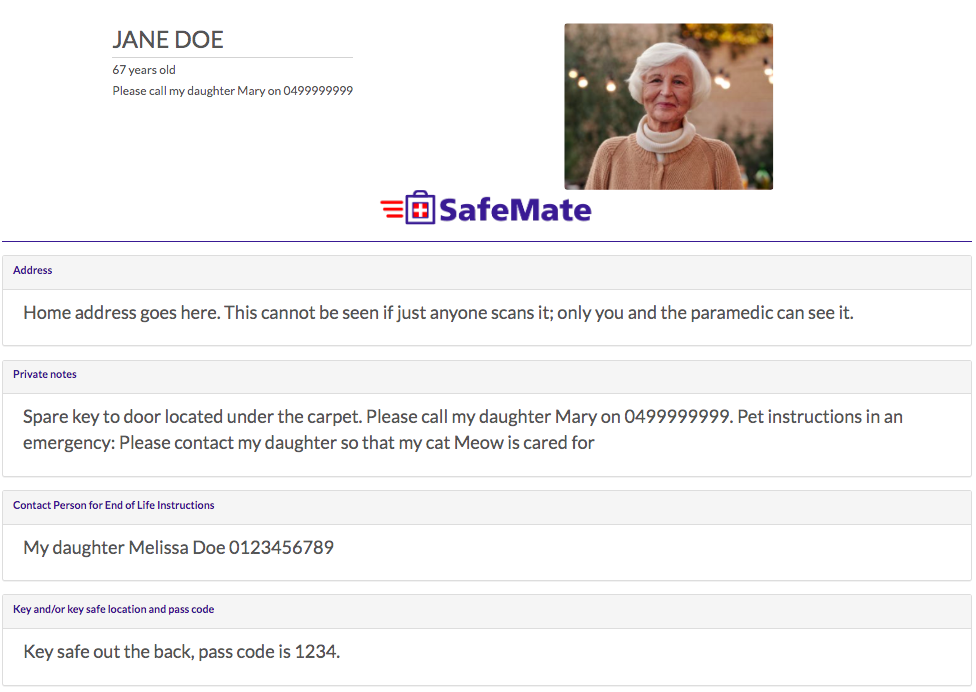 JANE DOE
67 years old
Please call my daughter Mary on 0499999999
SafeMate
Address
Home address goes here. This cannot be seen if just anyone scans it; only you and the paramedic can see it.
Private notes
Spare key to door located under the carpet. Please call my daughter Mary on 0499999999. Pet instructions in an
emergency: Please contact my daughter so that my cat Meow is cared for
Contact Person for End of Life Instructions
My daughter Melissa Doe 0123456789
Key and/or key safe location and pass code
Key safe out the back, pass code is 1234.